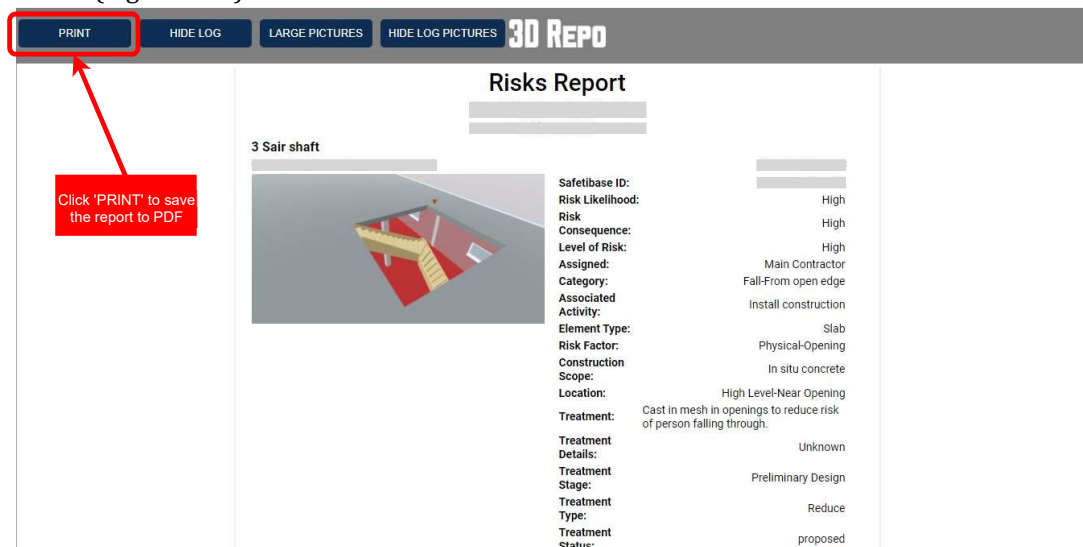 PRINT
HIDE LOG
LARGE PICTURES
HIDE LOG PICTURES
3D REPO
Risks Report
3 Sair shaft
Click 'PRINT' to save
the report to PDF
Safetibase ID:
Risk Likelihood: High
Risk
Consequence: High
Level of Risk: High
Assigned: Main Contractor
Category: Fall-From open edge
Associated
Activity: Install construction
Element Type: Slab
Risk Factor: Physical-Opening
Construction
Scope: In situ concrete
Location: High Level-Near Opening
Treatment: Cast in mesh in openings to reduce risk
of person falling through.
Treatment
Details: Unknown
Treatment
Stage: Preliminary Design
Treatment
Type: Reduce
Treatment
Status: proposed